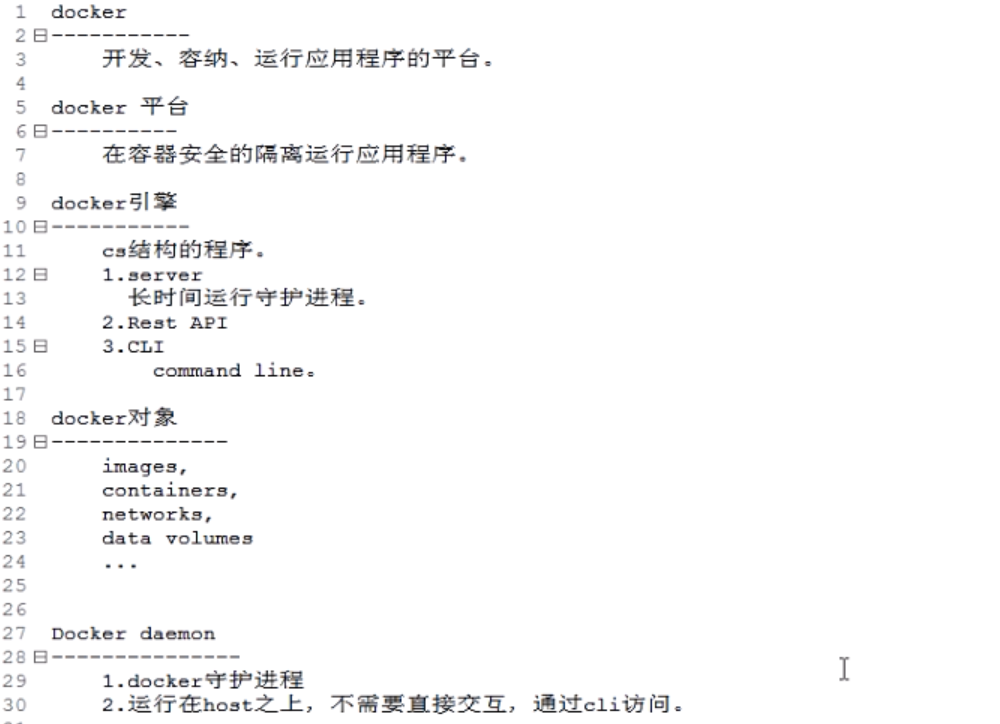 1 docker
2 -----------
3 开发、容纳、运行应用程序的平台。
4
5 docker 平台
6 ----------
7 在容器安全的隔离运行应用程序。
8
9 docker引擎
10 -----------
11 cs结构的程序。
12 1.server
13 长时间运行守护进程。
14 2.Rest API
15 3.CLI
16 command line。
17
18 docker对象
19 --------------
20 images,
21 containers,
22 networks,
23 data volumes
24 ...
25
26
27 Docker daemon
28 ---------------
29 1.docker守护进程
30 2.运行在host之上，不需要直接交互，通过cli访问。